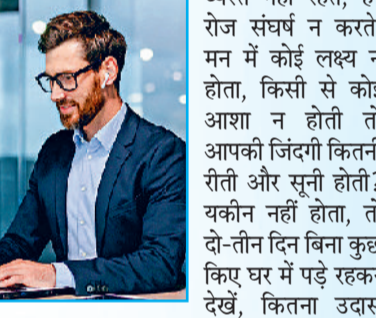 रोज संघर्ष न करते
मन में कोई लक्ष्य न
होता, किसी से कोई
आशा न होती तो
आपकी जिंदगी कितनी
रीती और सूनी होती?
यकीन नहीं होता, तो
दो-तीन दिन बिना कुछ
किए घर में पड़े रहकर
देखें, कितना उदास